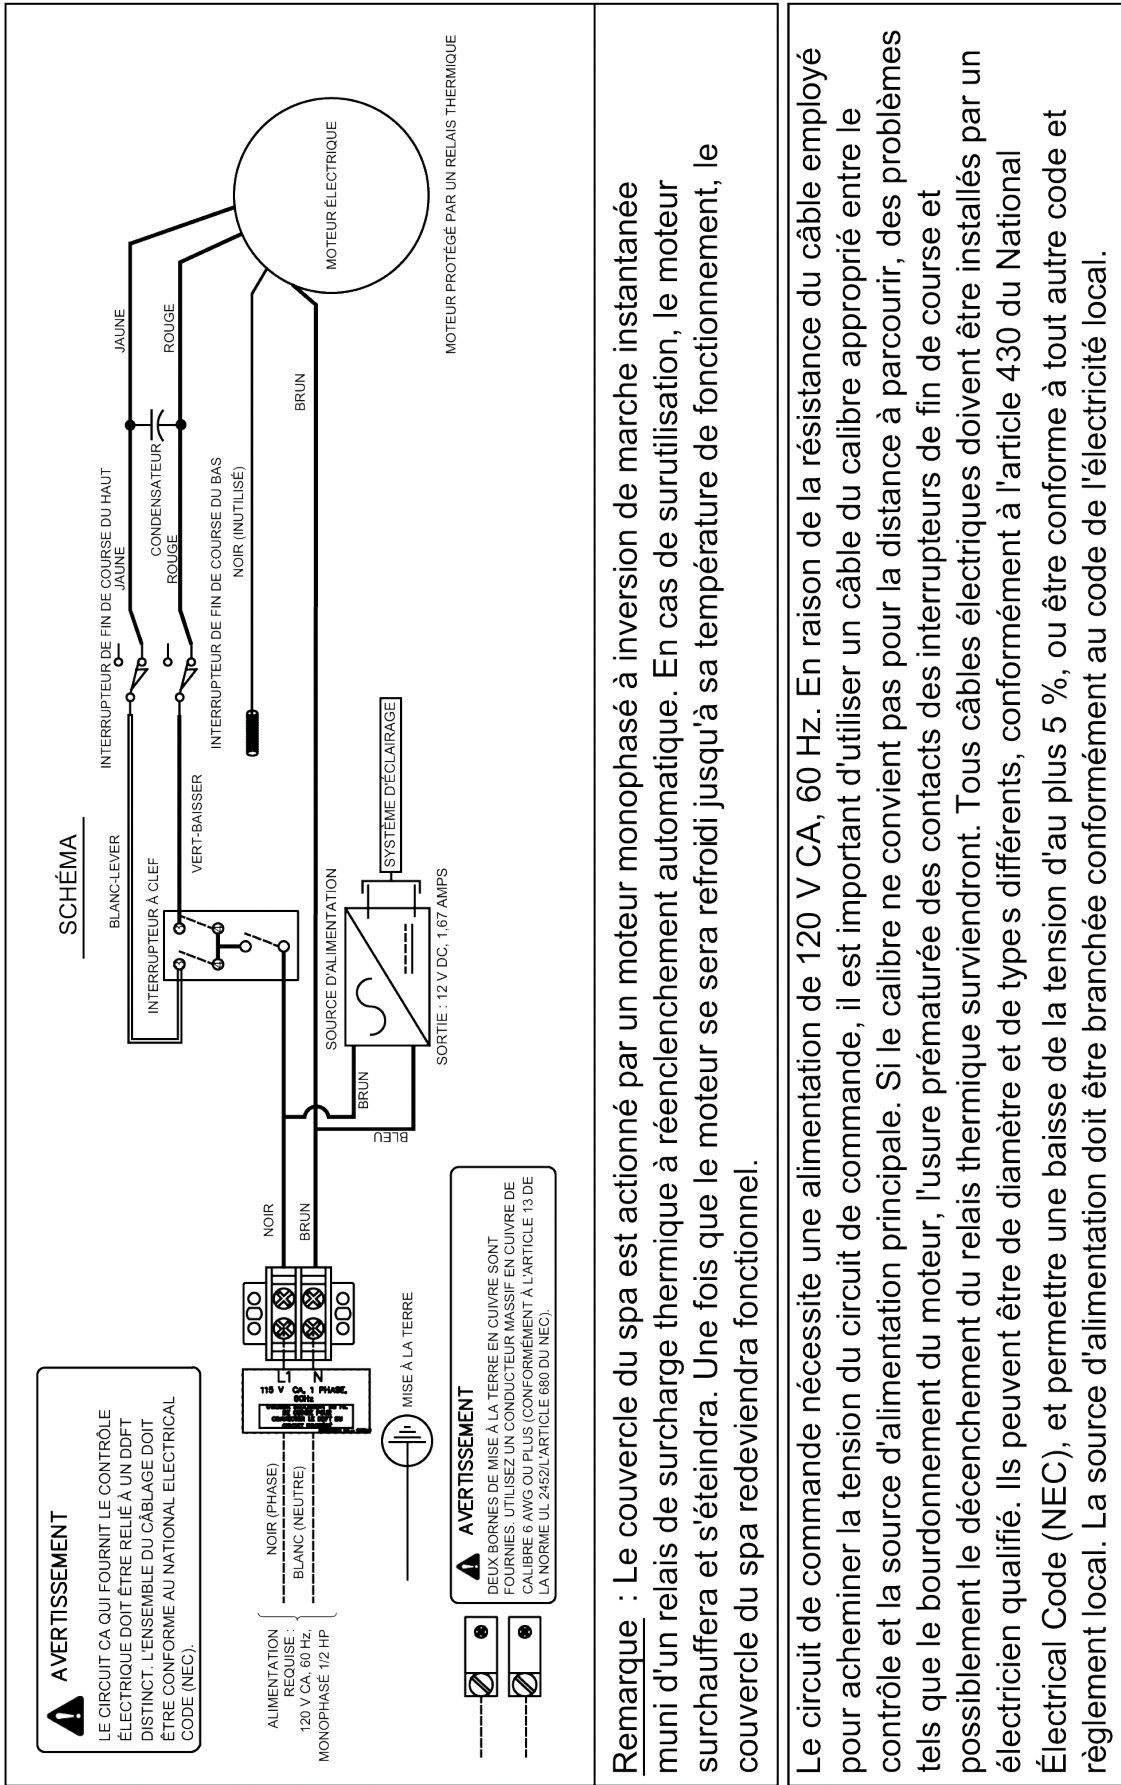 SCHÉMA
AVERTISSEMENT
LE CIRCUIT CA QUI FOURNIT LE CONTRÔLE
ÉLECTRIQUE DOIT ÊTRE RELIÉ À UN DDFT
DISTINCT. L'ENSEMBLE DU CÂBLAGE DOIT
ÊTRE CONFORME AU NATIONAL ELECTRICAL
CODE (NEC).
ALIMENTATION
REQUISE :
120 V CA, 60 Hz,
MONOPHASÉ 1/2 HP
NOIR (PHASE)
BLANC (NEUTRE)
L1 N
115 V CA, 1 PHASE,
60Hz
MISE À LA TERRE
NOIR
BRUN
AVERTISSEMENT
DEUX BORNES DE MISE À LA TERRE EN CUIVRE SONT
FOURNIES. UTILISEZ UN CONDUCTEUR MASSIF EN CUIVRE DE
CALIBRE 6 AWG OU PLUS (CONFORMÉMENT À L'ARTICLE 13 DE
LA NORME UL 2452/L'ARTICLE 680 DU NEC).
BLANC-LEVER
INTERRUPTEUR À CLEF
VERT-BAISSER
SOURCE D'ALIMENTATION
BRUN
BLEU
SORTIE : 12 V DC, 1,67 AMPS
SYSTÈME D'ÉCLAIRAGE
INTERRUPTEUR DE FIN DE COURSE DU HAUT
JAUNE
CONDENSATEUR
ROUGE
INTERRUPTEUR DE FIN DE COURSE DU BAS
NOIR (INUTILISÉ)
JAUNE
ROUGE
BRUN
MOTEUR ÉLECTRIQUE
MOTEUR PROTÉGÉ PAR UN RELAIS THERMIQUE
Remarque : Le couvercle du spa est actionné par un moteur monophasé à inversion de marche instantanée
muni d'un relais de surcharge thermique à réenclenchement automatique. En cas de surutilisation, le moteur
surchauffera et s'éteindra. Une fois que le moteur se sera refroidi jusqu'à sa température de fonctionnement, le
couvercle du spa redeviendra fonctionnel.
Le circuit de commande nécessite une alimentation de 120 V CA, 60 Hz. En raison de la résistance du câble employé
pour acheminer la tension du circuit de commande, il est important d'utiliser un câble du calibre approprié entre le
contrôle et la source d'alimentation principale. Si le calibre ne convient pas pour la distance à parcourir, des problèmes
tels que le bourdonnement du moteur, l'usure prématurée des contacts des interrupteurs de fin de course et
possiblement le décenchement du relais thermique surviendront. Tous câbles électriques doivent être installés par un
électricien qualifié. Ils peuvent être de diamètre et de types différents, conformément à l'article 430 du National
Électrical Code (NEC), et permettre une baisse de la tension d'au plus 5 %, ou être conforme à tout autre code et
règlement local. La source d'alimentation doit être branchée conformément au code de l'électricité local.